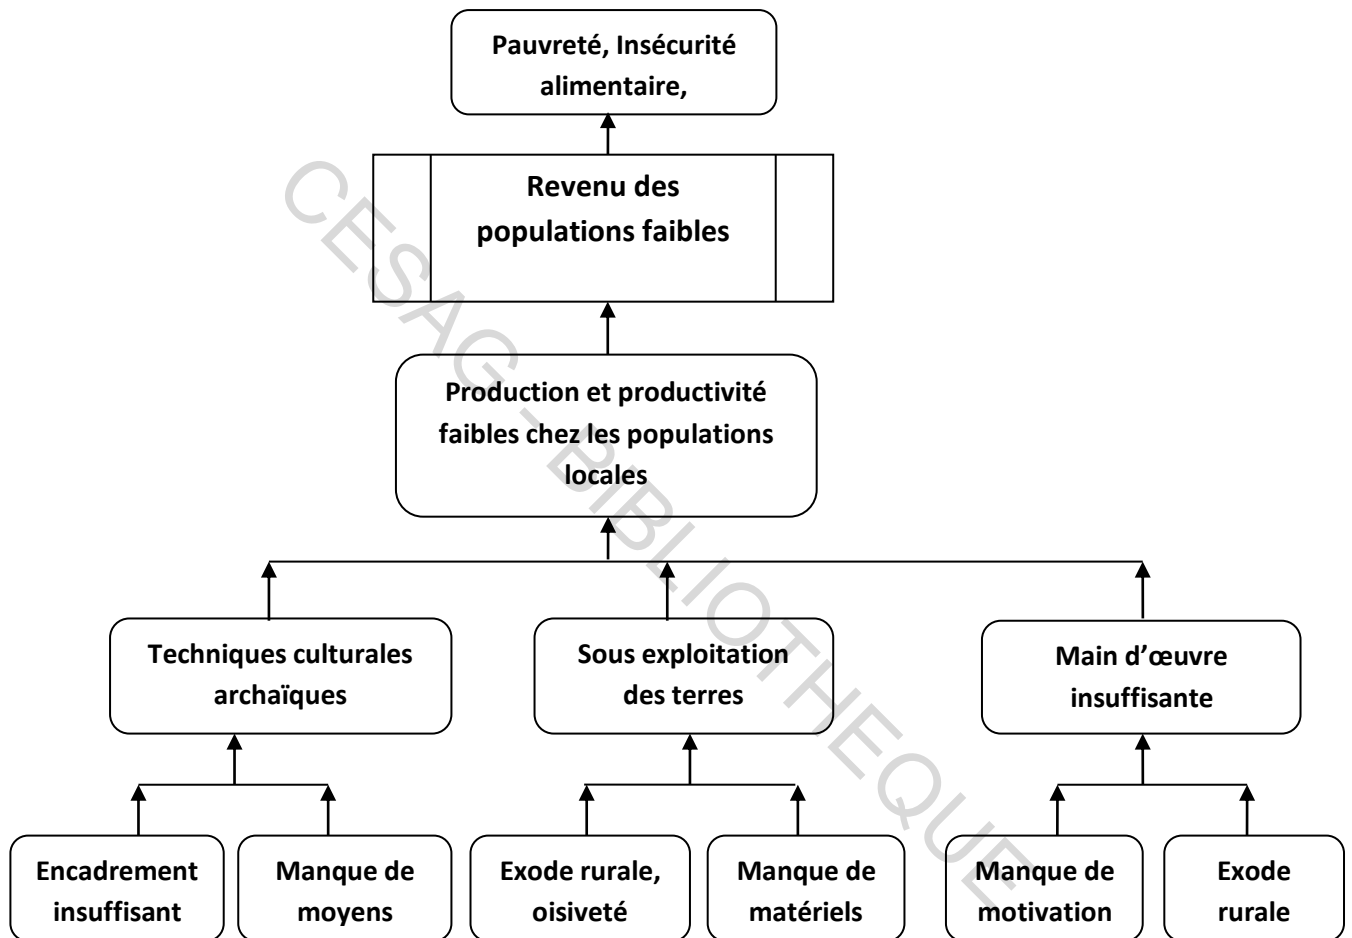 Pauvreté, Insécurité
alimentaire,
Revenu des
populations faibles
Production et productivité
faibles chez les populations
locales
Techniques culturales
archaïques
Sous exploitation
des terres
Main d’œuvre
insuffisante
Encadrement
insuffisant
Manque de
moyens
Exode rurale,
oisiveté
Manque de
matériels
Manque de
motivation
Exode
rurale
CESAG - BIBLIOTHEQUE